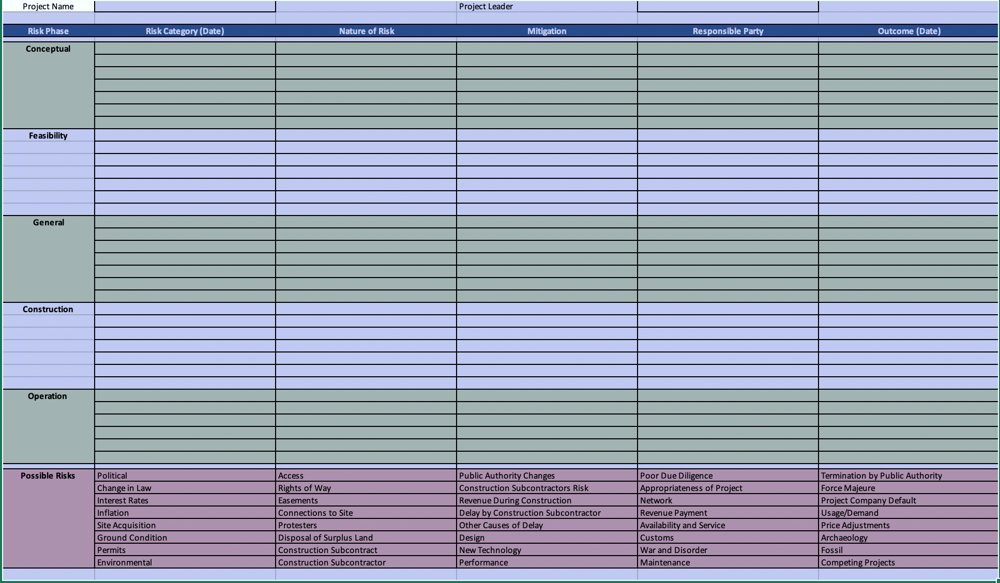 Project Name Project Leader
Risk Phase Risk Category (Date) Nature of Risk Mitigation Responsible Party Outcome (Date)
Conceptual
Feasibility
General
Construction
Operation
Possible Risks Political Access Public Authority Changes Poor Due Diligence Termination by Public Authority
Change in Law Rights of Way Construction Subcontractors Risk Appropriateness of Project Force Majeure
Interest Rates Easements Revenue During Construction Network Project Company Default
Inflation Connections to Site Delay by Construction Subcontractor Revenue Payment Usage/Demand
Site Acquisition Protesters Other Causes of Delay Availability and Service Price Adjustments
Ground Condition Disposal of Surplus Land Design Customs Archaeology
Permits Construction Subcontract New Technology War and Disorder Fossil
Environmental Construction Subcontractor Performance Maintenance Competing Projects